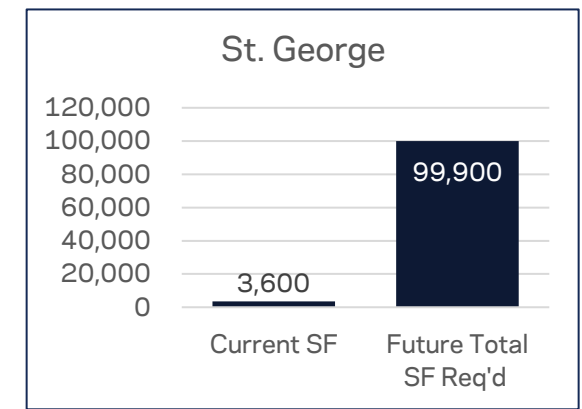 St. George
120,000
100,000
80,000
60,000
40,000
20,000
0
3,600
99,900
Current SF
Future Total
SF Req'd